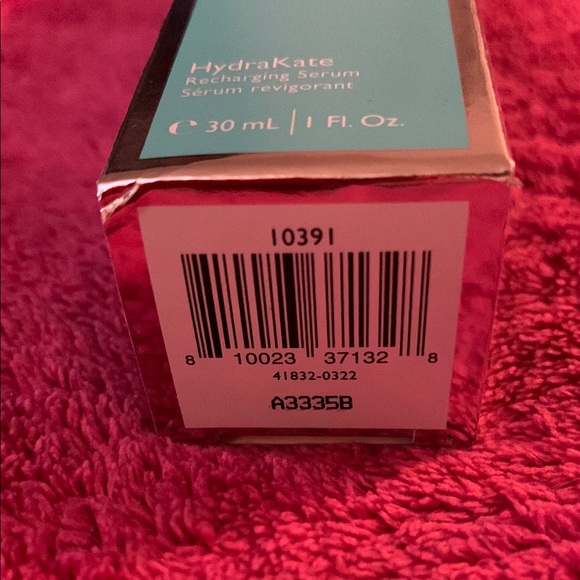 HydraKate
Recharging Serum
Sérum revigorant
℮ 30 mL | 1 Fl. Oz.
10391
8 10023 37132 8
41832-0322
A3335B